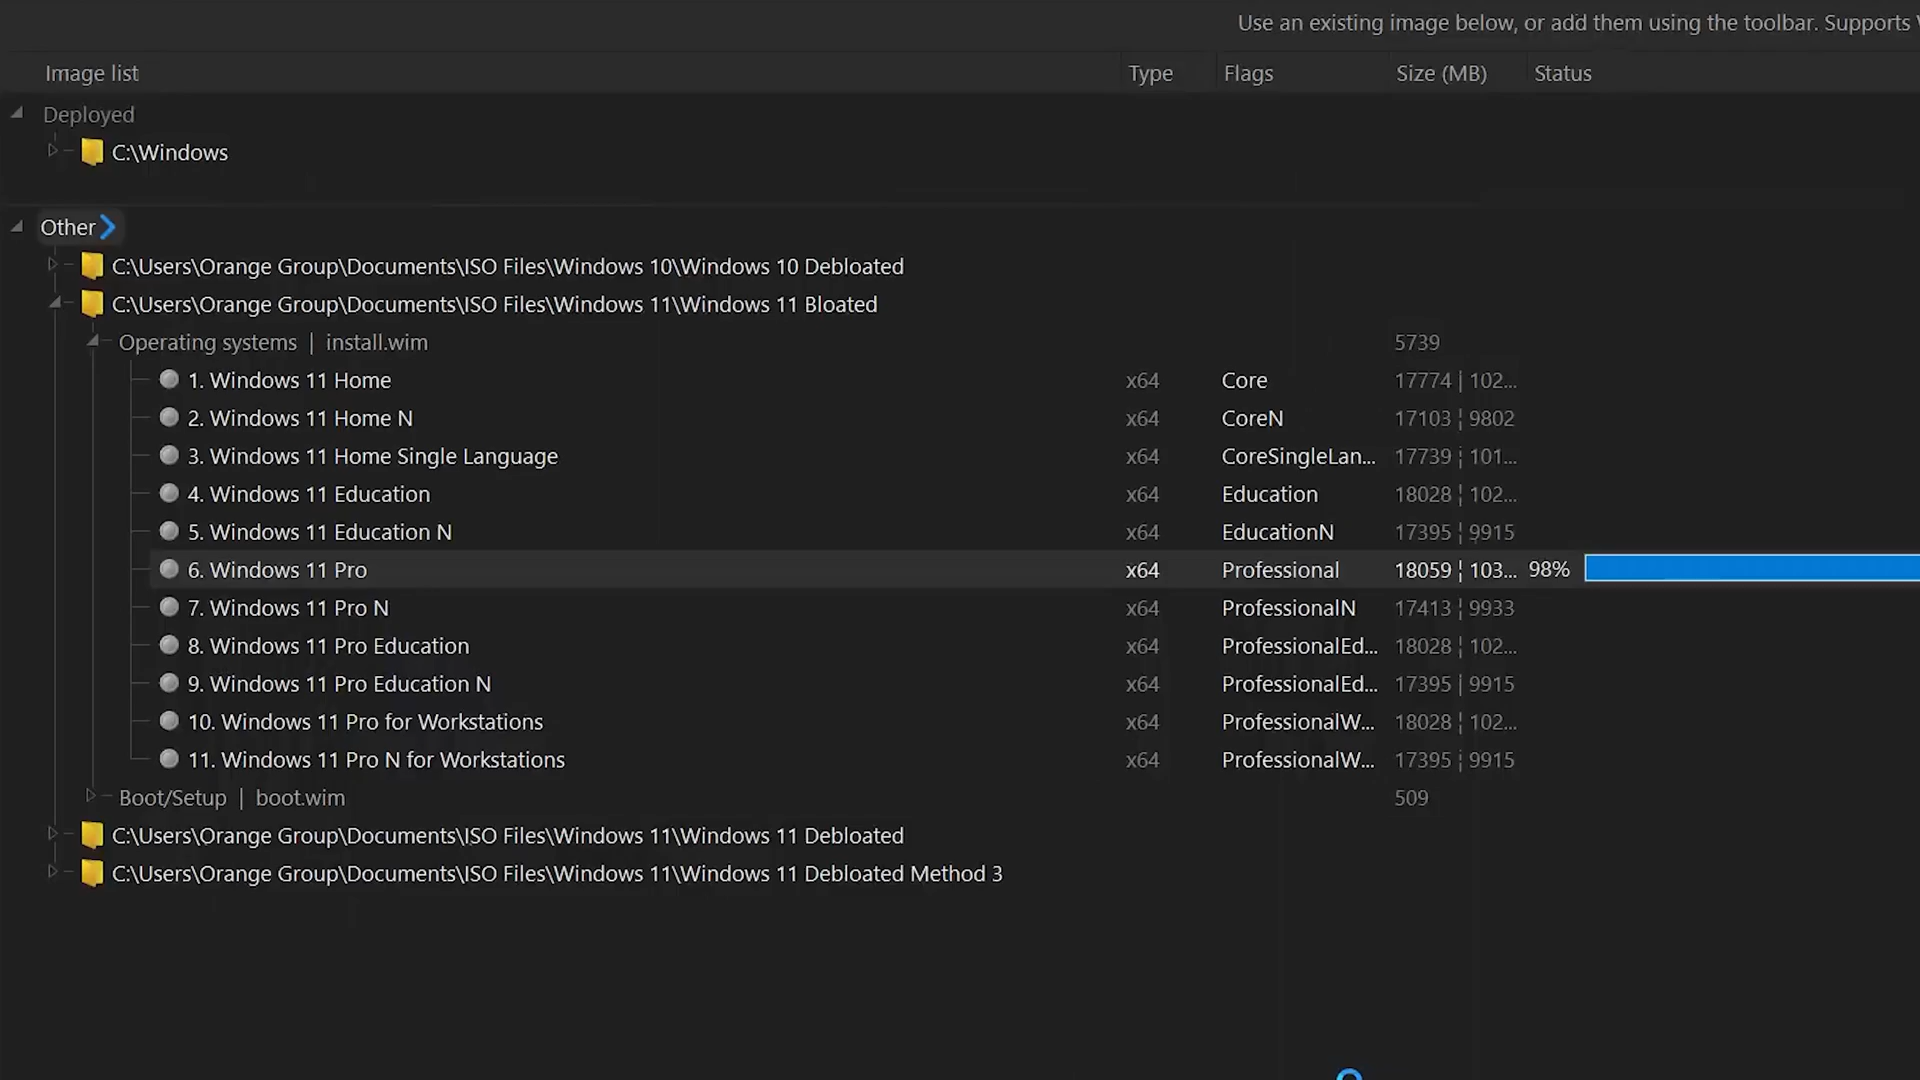 Use an existing image below, or add them using the toolbar. Supports
Image list Type Flags Size (MB) Status
Deployed
C:\Windows
Other
C:\Users\Orange Group\Documents\ISO Files\Windows 10\Windows 10 Debloated
C:\Users\Orange Group\Documents\ISO Files\Windows 11\Windows 11 Bloated
Operating systems | install.wim 5739
1. Windows 11 Home x64 Core 17774 ¦ 102...
2. Windows 11 Home N x64 CoreN 17103 ¦ 9802
3. Windows 11 Home Single Language x64 CoreSingleLan... 17739 ¦ 101...
4. Windows 11 Education x64 Education 18028 ¦ 102...
5. Windows 11 Education N x64 EducationN 17395 ¦ 9915
6. Windows 11 Pro x64 Professional 18059 ¦ 103... 98%
7. Windows 11 Pro N x64 ProfessionalN 17413 ¦ 9933
8. Windows 11 Pro Education x64 ProfessionalEd... 18028 ¦ 102...
9. Windows 11 Pro Education N x64 ProfessionalEd... 17395 ¦ 9915
10. Windows 11 Pro for Workstations x64 ProfessionalW... 18028 ¦ 102...
11. Windows 11 Pro N for Workstations x64 ProfessionalW... 17395 ¦ 9915
Boot/Setup | boot.wim 509
C:\Users\Orange Group\Documents\ISO Files\Windows 11\Windows 11 Debloated
C:\Users\Orange Group\Documents\ISO Files\Windows 11\Windows 11 Debloated Method 3